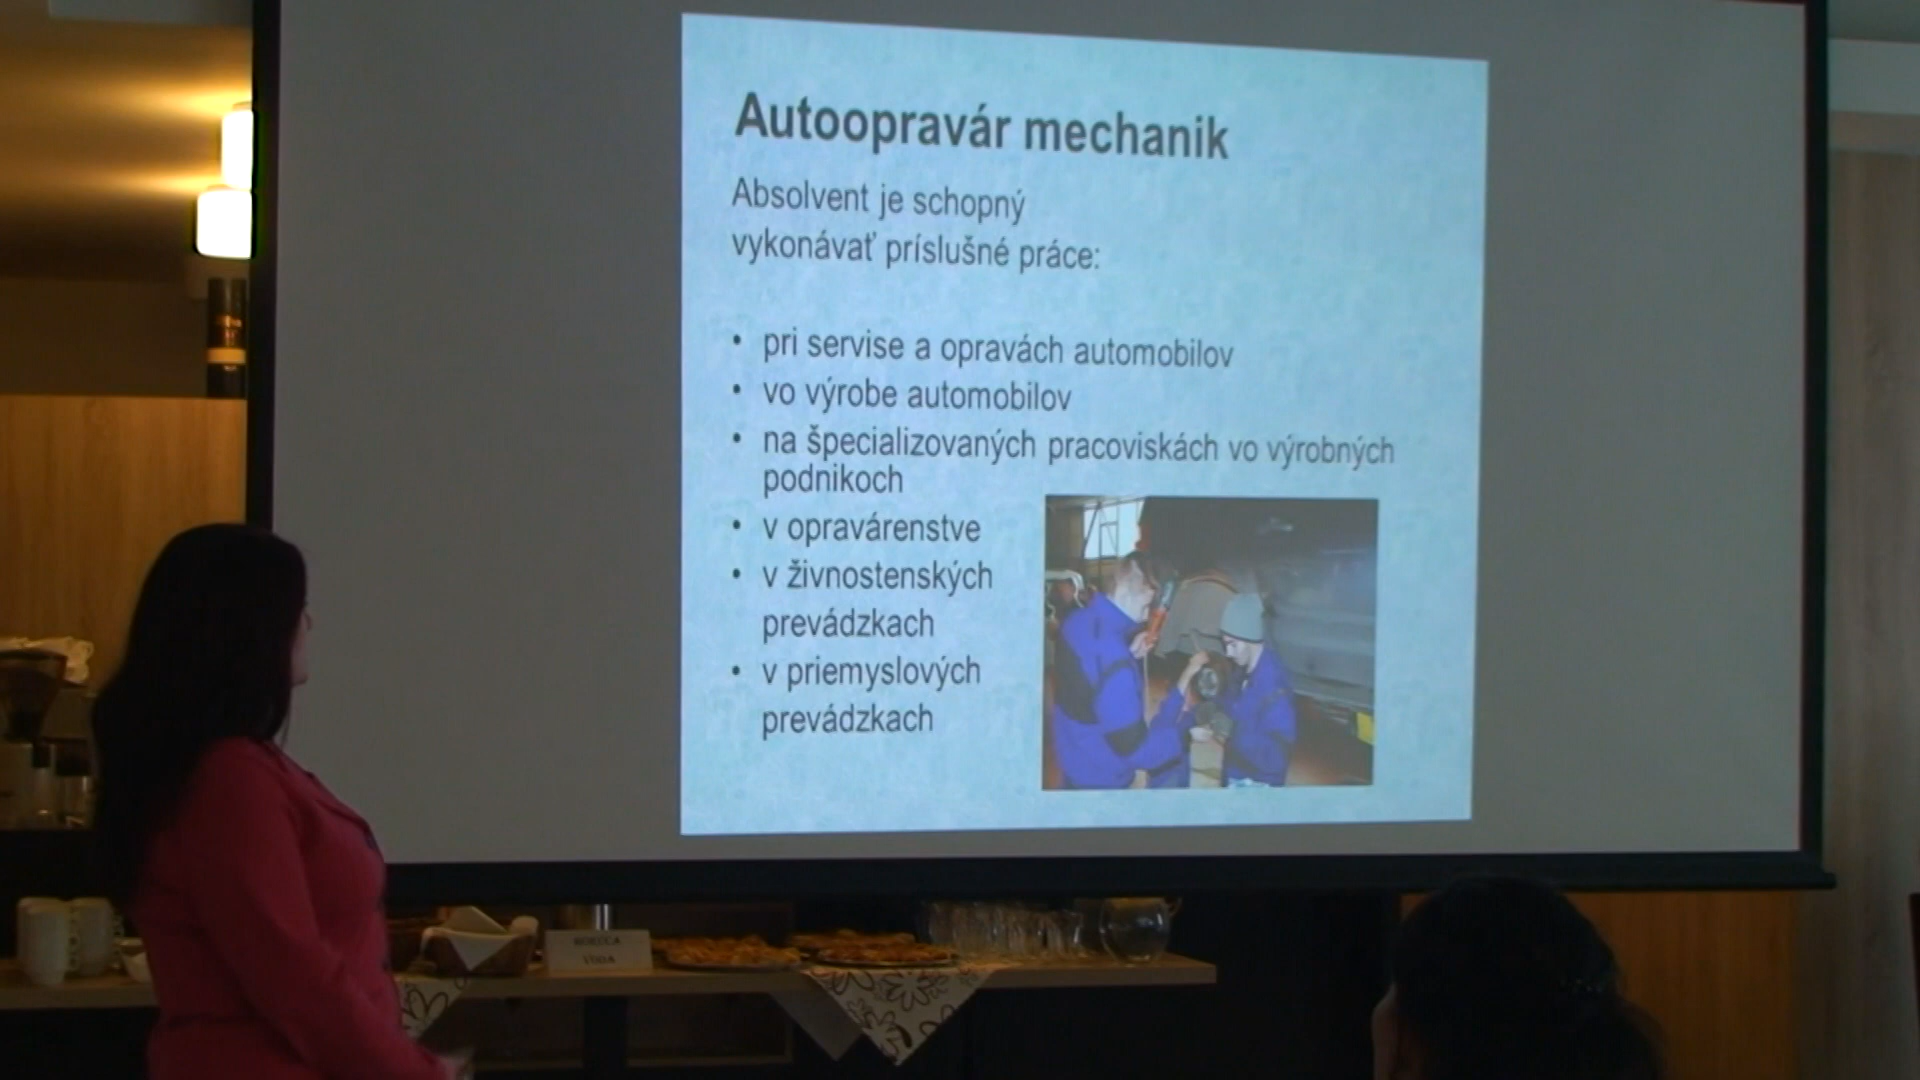 Autoopravár mechanik
Absolvent je schopný
vykonávať príslušné práce:
• pri servise a opravách automobilov
• vo výrobe automobilov
• na špecializovaných pracoviskách vo výrobných
podnikoch
• v opravárenstve
• v živnostenských
prevádzkach
• v priemyslových
prevádzkach
VODA